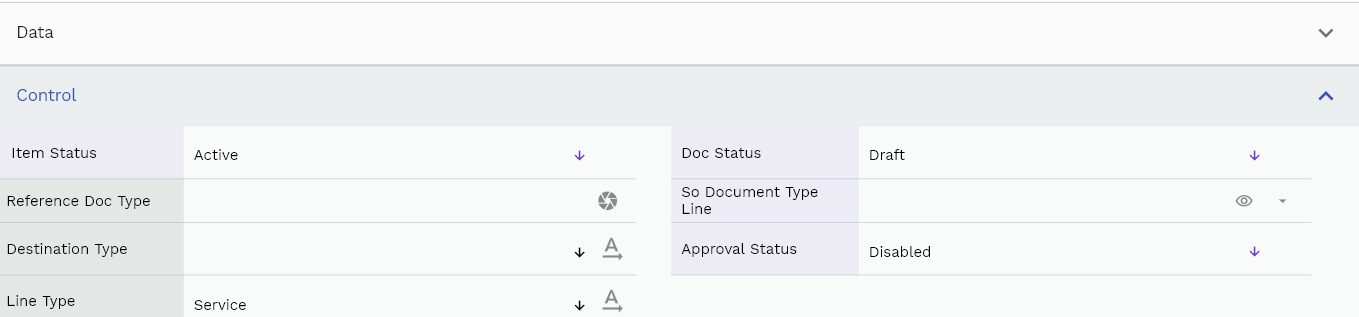 Data
Control
Item Status
Active
Doc Status
Draft
Reference Doc Type
So Document Type
Line
Destination Type
Approval Status
Disabled
Line Type
Service